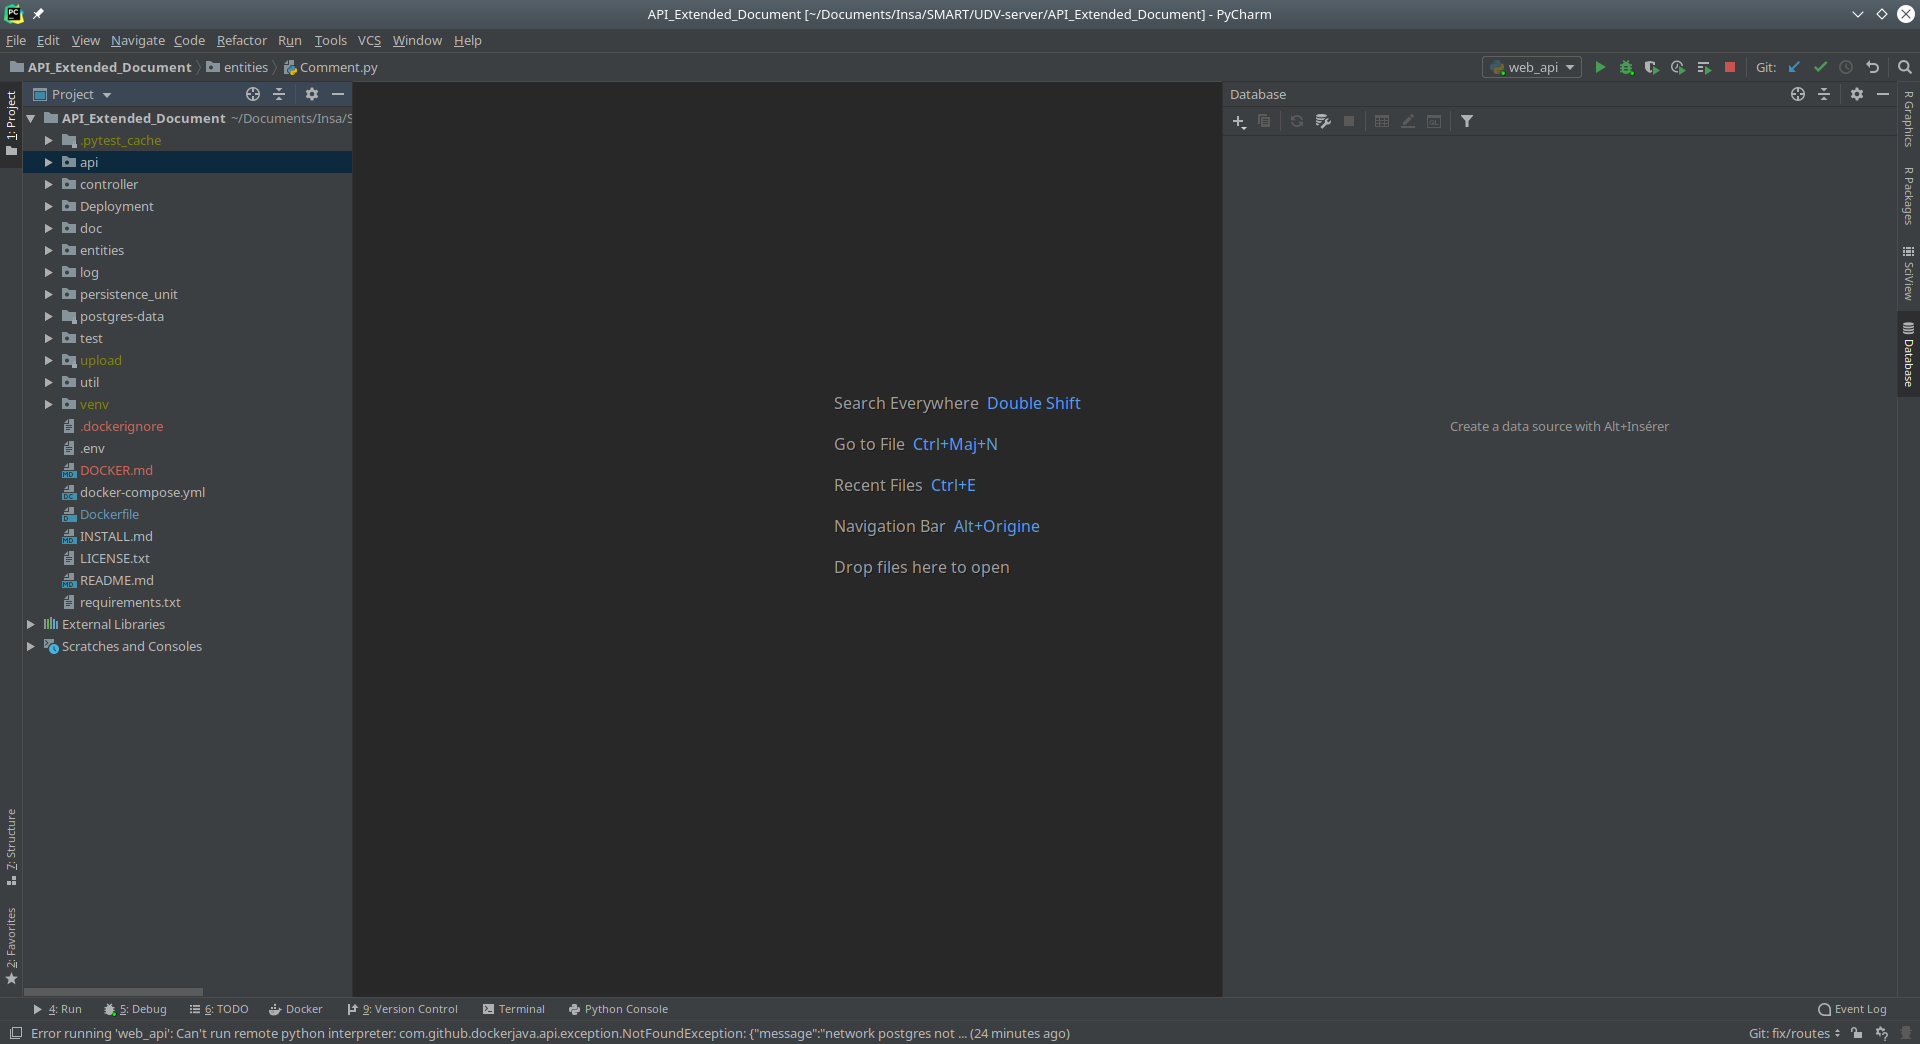 API_Extended_Document [~/Documents/Insa/SMART/UDV-server/API_Extended_Document] - PyCharm
File Edit View Navigate Code Refactor Run Tools VCS Window Help
API_Extended_Document entities Comment.py
web_api
Git:
1: Project
Project
API_Extended_Document ~/Documents/Insa/S
.pytest_cache
api
controller
Deployment
doc
entities
log
persistence_unit
postgres-data
test
upload
util
venv
.dockerignore
.env
DOCKER.md
docker-compose.yml
Dockerfile
INSTALL.md
LICENSE.txt
README.md
requirements.txt
External Libraries
Scratches and Consoles
7: Structure
2: Favorites
Search Everywhere Double Shift
Go to File Ctrl+Maj+N
Recent Files Ctrl+E
Navigation Bar Alt+Origine
Drop files here to open
Database
Create a data source with Alt+Insérer
R Graphics
R Packages
SciView
Database
4: Run 5: Debug 6: TODO Docker 9: Version Control Terminal Python Console Event Log
Error running 'web_api': Can't run remote python interpreter: com.github.dockerjava.api.exception.NotFoundException: {"message":"network postgres not ... (24 minutes ago)
Git: fix/routes